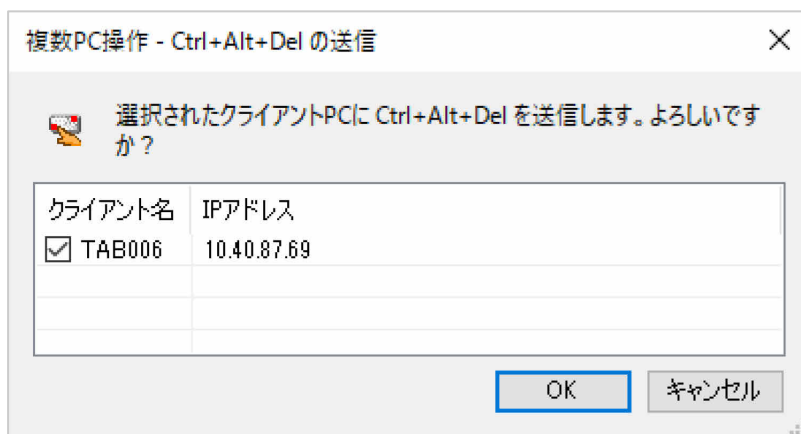 複数PC操作 - Ctrl+Alt+Del の送信
選択されたクライアントPCに Ctrl+Alt+Del を送信します。よろしいです
か？
クライアント名 IPアドレス
TAB006 10.40.87.69
OK キャンセル